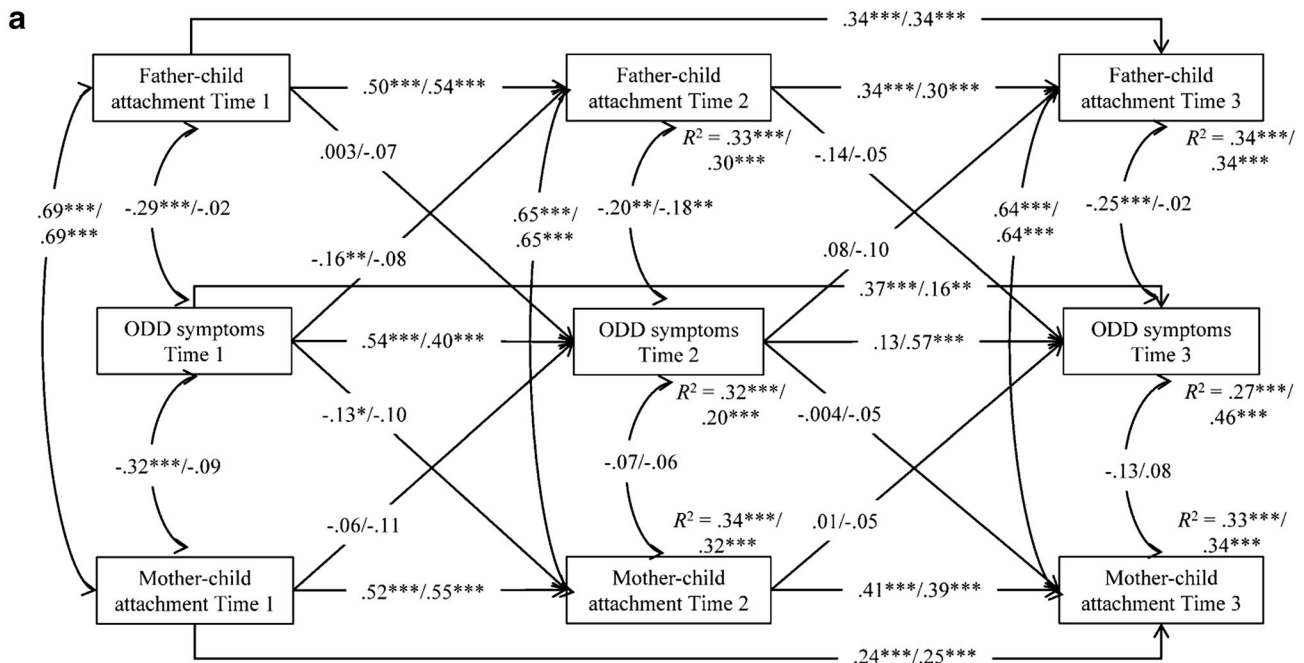 a
.34***/.34***
Father-child
attachment Time 1
.50***/.54***
Father-child
attachment Time 2
.34***/.30***
Father-child
attachment Time 3
R² = .33***/
.30***
R² = .34***/
.34***
.003/-.07
-.14/-.05
.69***/
.69***
-.29***/-.02
.65***/
.65***
-.20**/-.18**
.64***/
.64***
-.25***/-.02
-.16**/-.08
.08/-.10
.37***/.16**
ODD symptoms
Time 1
.54***/.40***
ODD symptoms
Time 2
.13/.57***
ODD symptoms
Time 3
R² = .32***/
.20***
R² = .27***/
.46***
-.13*/-.10
-.004/-.05
-.32***/-.09
-.07/-.06
-.13/.08
-.06/-.11
.01/-.05
R² = .34***/
.32***
R² = .33***/
.34***
Mother-child
attachment Time 1
.52***/.55***
Mother-child
attachment Time 2
.41***/.39***
Mother-child
attachment Time 3
.24***/.25***